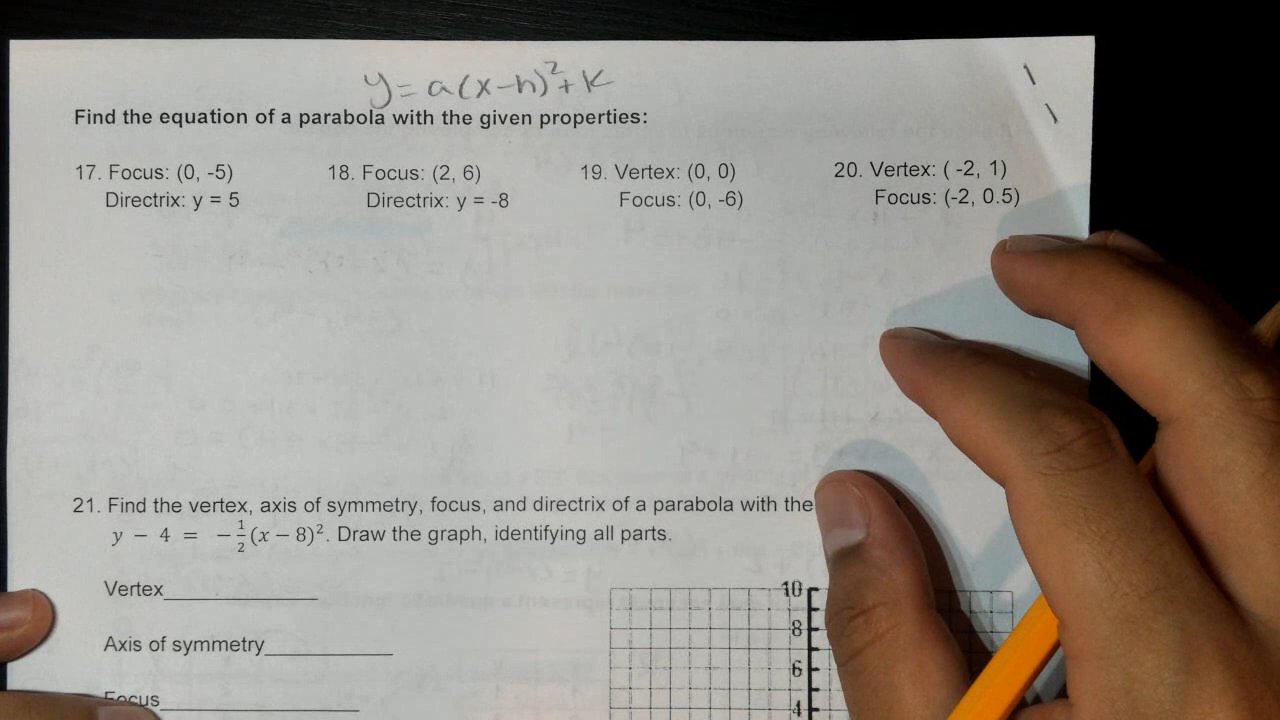 y = a(x-h)²+k
Find the equation of a parabola with the given properties:
17. Focus: (0, -5) 18. Focus: (2, 6) 19. Vertex: (0, 0) 20. Vertex: ( -2, 1)
Directrix: y = 5 Directrix: y = -8 Focus: (0, -6) Focus: (-2, 0.5)
21. Find the vertex, axis of symmetry, focus, and directrix of a parabola with the
y − 4 = −1/2(x − 8)². Draw the graph, identifying all parts.
Vertex
10
8
Axis of symmetry
6
Focus
4